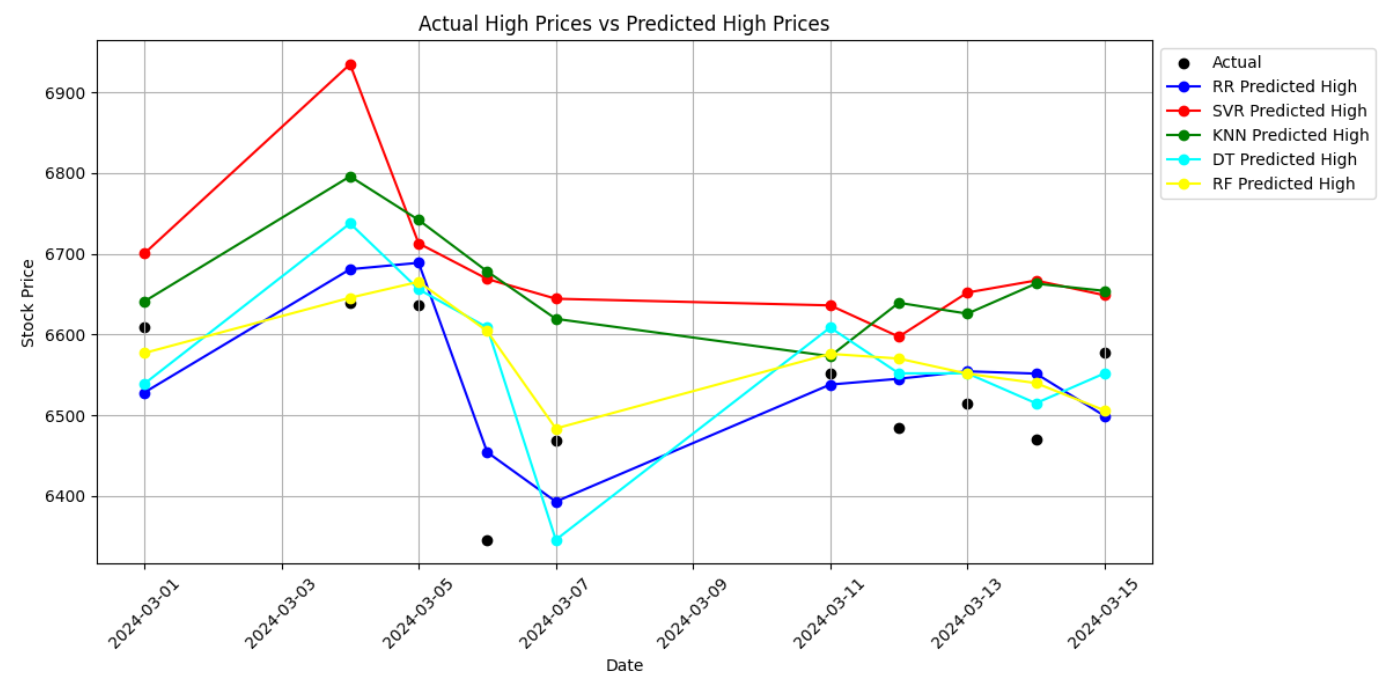 Actual High Prices vs Predicted High Prices
Actual
RR Predicted High
SVR Predicted High
KNN Predicted High
DT Predicted High
RF Predicted High
6900
6800
6700
6600
6500
6400
Stock Price
2024-03-01
2024-03-03
2024-03-05
2024-03-07
2024-03-09
2024-03-11
2024-03-13
2024-03-15
Date